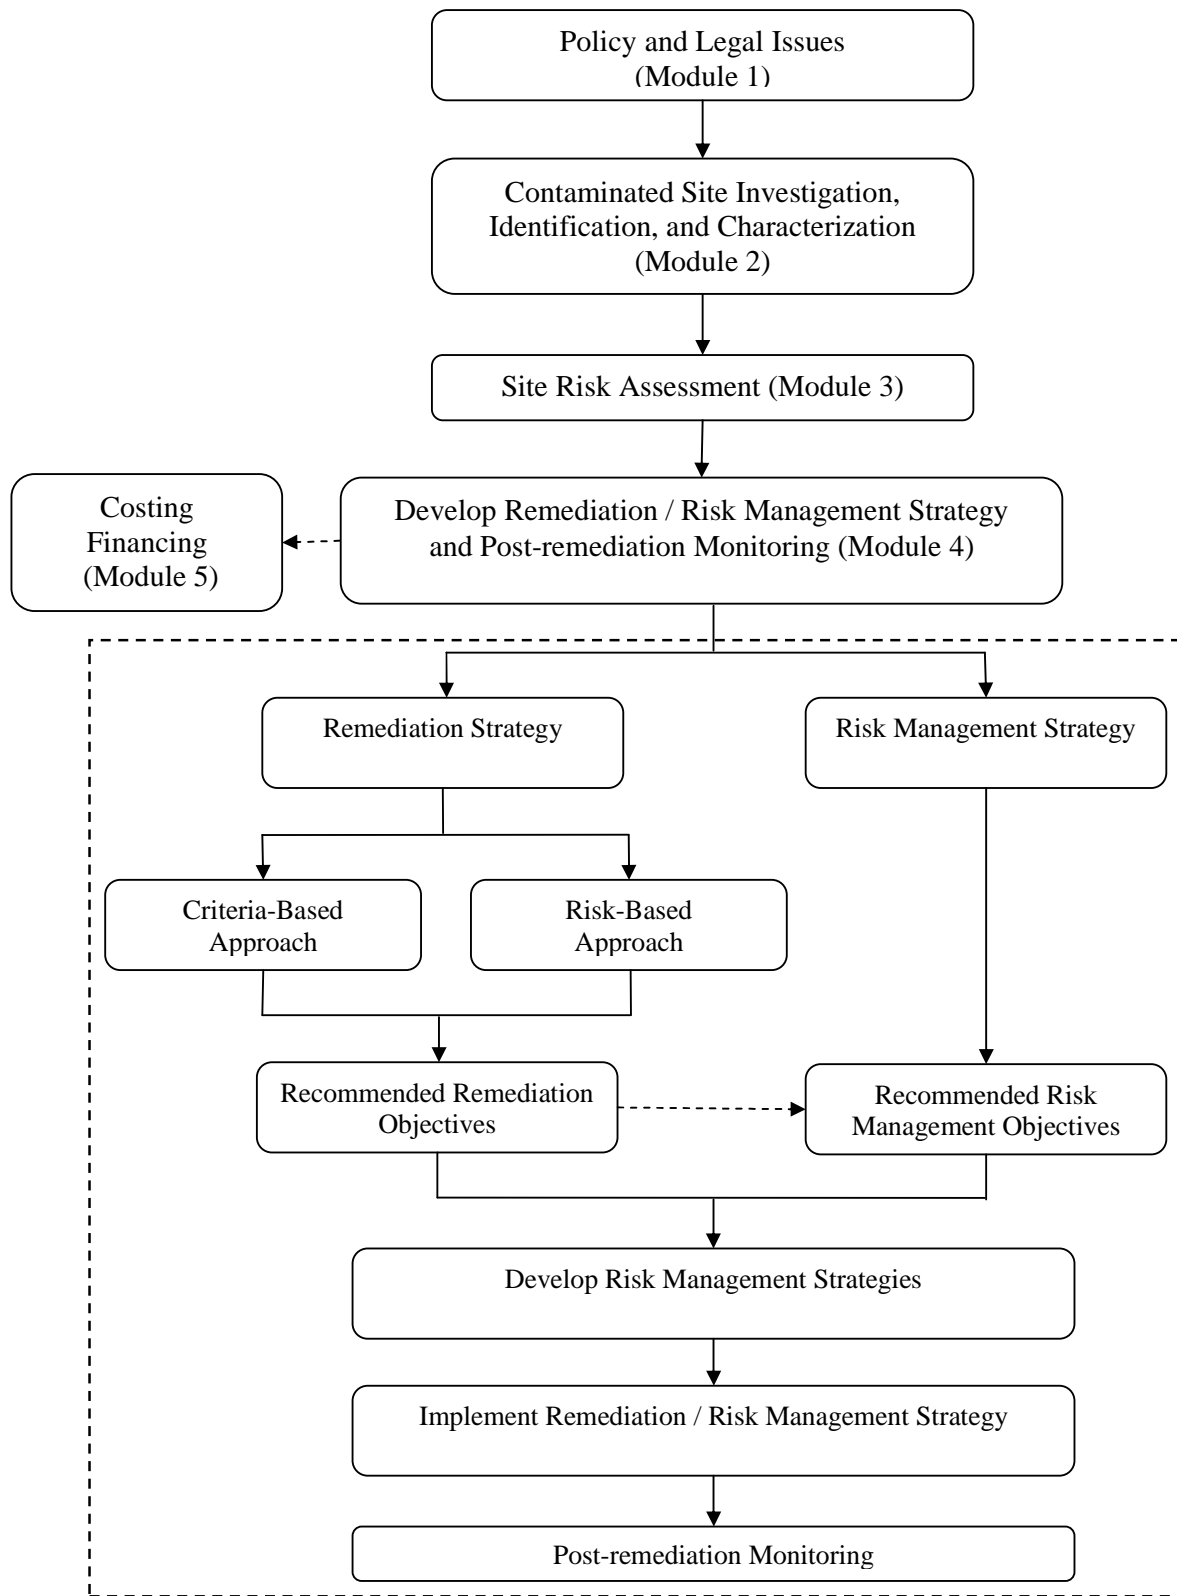 Policy and Legal Issues
(Module 1)
Contaminated Site Investigation,
Identification, and Characterization
(Module 2)
Site Risk Assessment (Module 3)
Costing
Financing
(Module 5)
Develop Remediation / Risk Management Strategy
and Post-remediation Monitoring (Module 4)
Remediation Strategy
Risk Management Strategy
Criteria-Based
Approach
Risk-Based
Approach
Recommended Remediation
Objectives
Recommended Risk
Management Objectives
Develop Risk Management Strategies
Implement Remediation / Risk Management Strategy
Post-remediation Monitoring